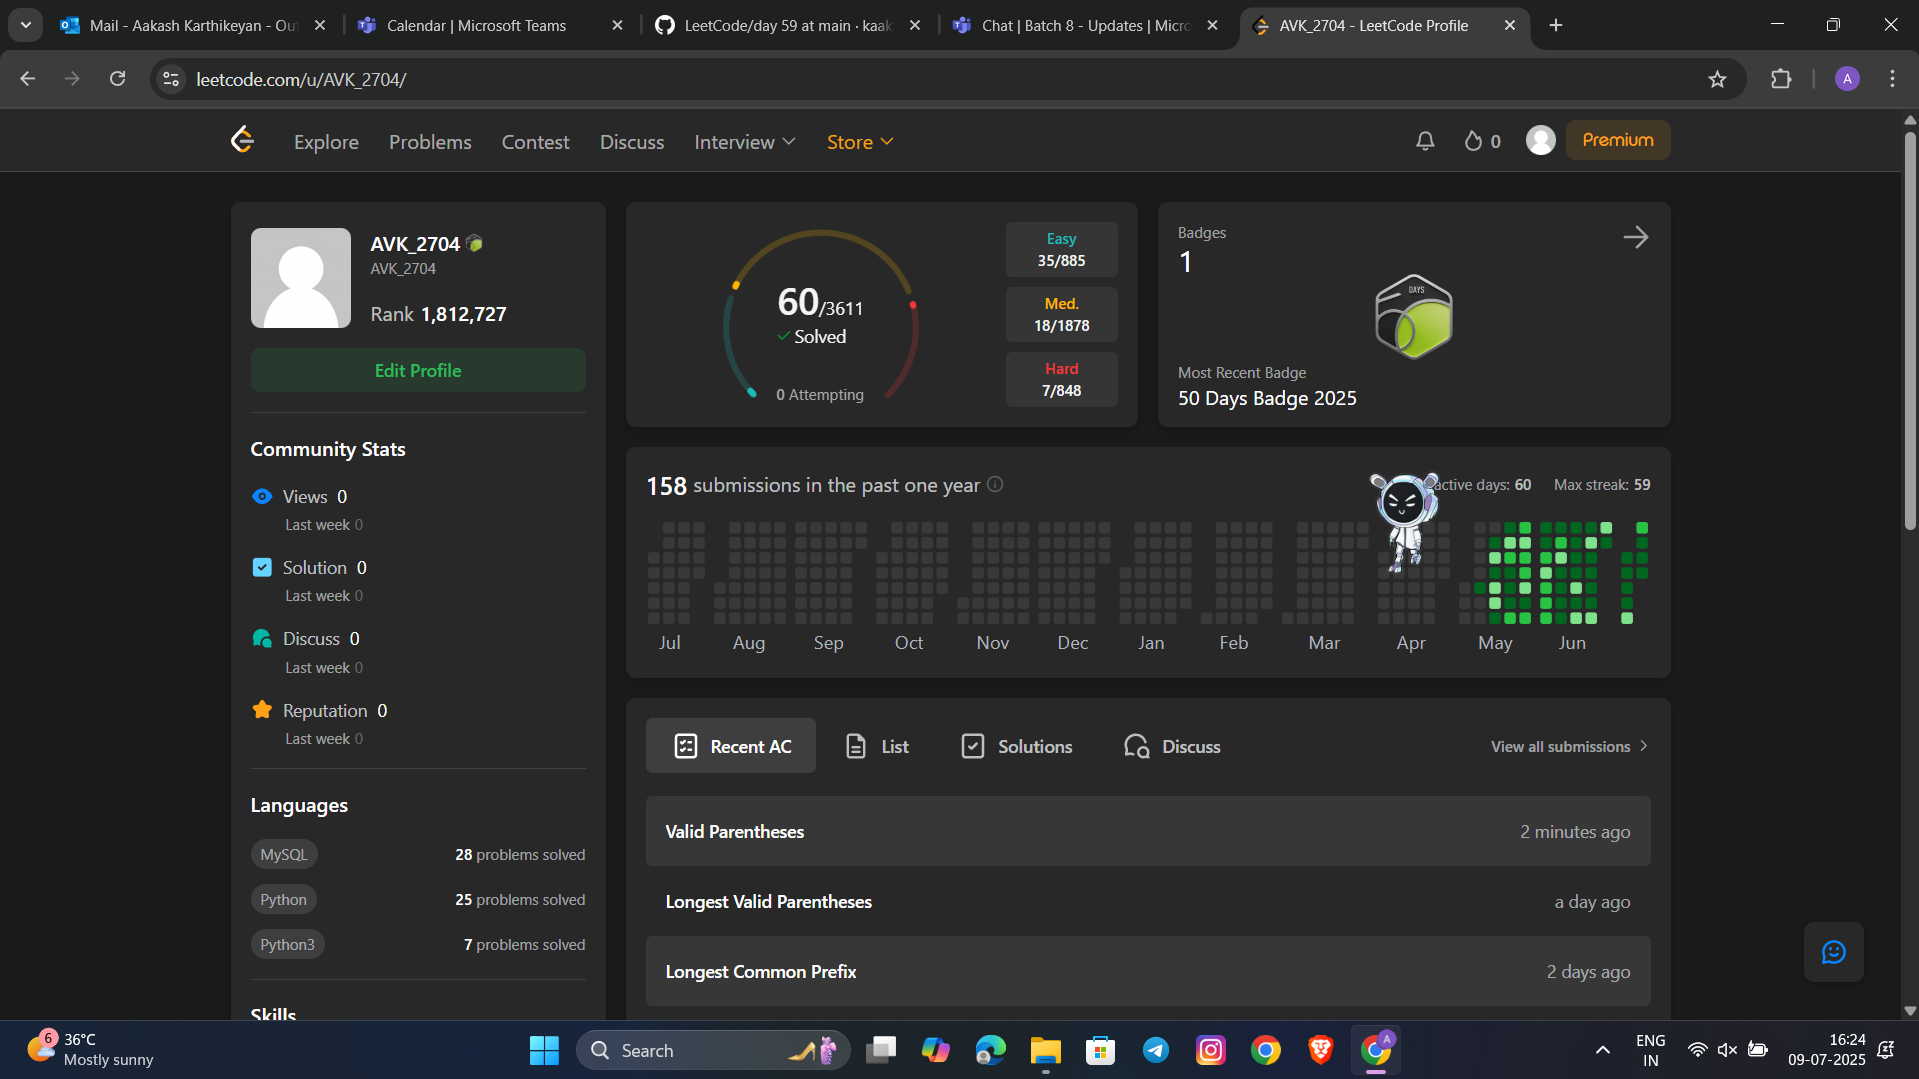 Mail - Aakash Karthikeyan - Out
Calendar | Microsoft Teams
LeetCode/day 59 at main · kaak
Chat | Batch 8 - Updates | Micro
AVK_2704 - LeetCode Profile
leetcode.com/u/AVK_2704/
A
Explore
Problems
Contest
Discuss
Interview
Store
0
Premium
AVK_2704
AVK_2704
Rank 1,812,727
Edit Profile
Community Stats
Views 0
Last week 0
Solution 0
Last week 0
Discuss 0
Last week 0
Reputation 0
Last week 0
Languages
MySQL 28 problems solved
Python 25 problems solved
Python3 7 problems solved
Skills
60/3611
Solved
0 Attempting
Easy
35/885
Med.
18/1878
Hard
7/848
Badges
1
DAYS
Most Recent Badge
50 Days Badge 2025
158 submissions in the past one year
active days: 60 Max streak: 59
Jul Aug Sep Oct Nov Dec Jan Feb Mar Apr May Jun
Recent AC
List
Solutions
Discuss
View all submissions
Valid Parentheses 2 minutes ago
Longest Valid Parentheses a day ago
Longest Common Prefix 2 days ago
6
36°C
Mostly sunny
Search
A
ENG
IN
16:24
09-07-2025